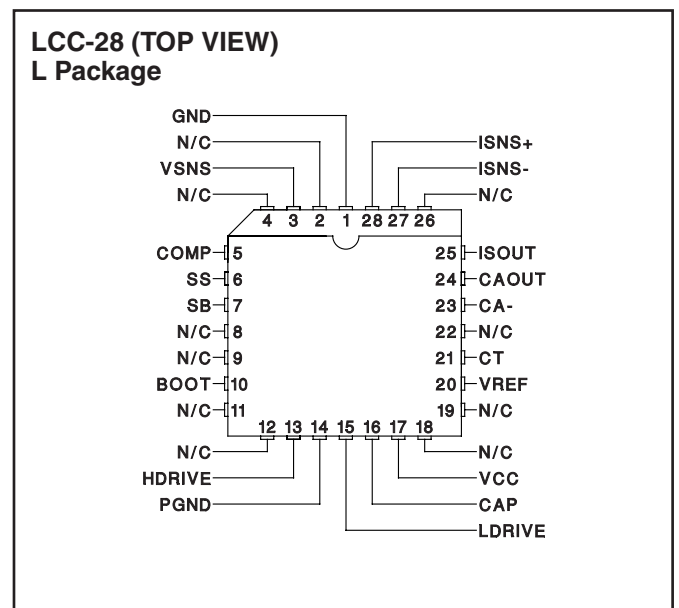 LCC-28 (TOP VIEW)
L Package
GND
N/C
VSNS
N/C
ISNS+
ISNS-
N/C
4 3 2 1 28 27 26
COMP 5
SS 6
SB 7
N/C 8
N/C 9
BOOT 10
N/C 11
25 ISOUT
24 CAOUT
23 CA-
22 N/C
21 CT
20 VREF
19 N/C
12 13 14 15 16 17 18
N/C
HDRIVE
PGND
N/C
VCC
CAP
LDRIVE